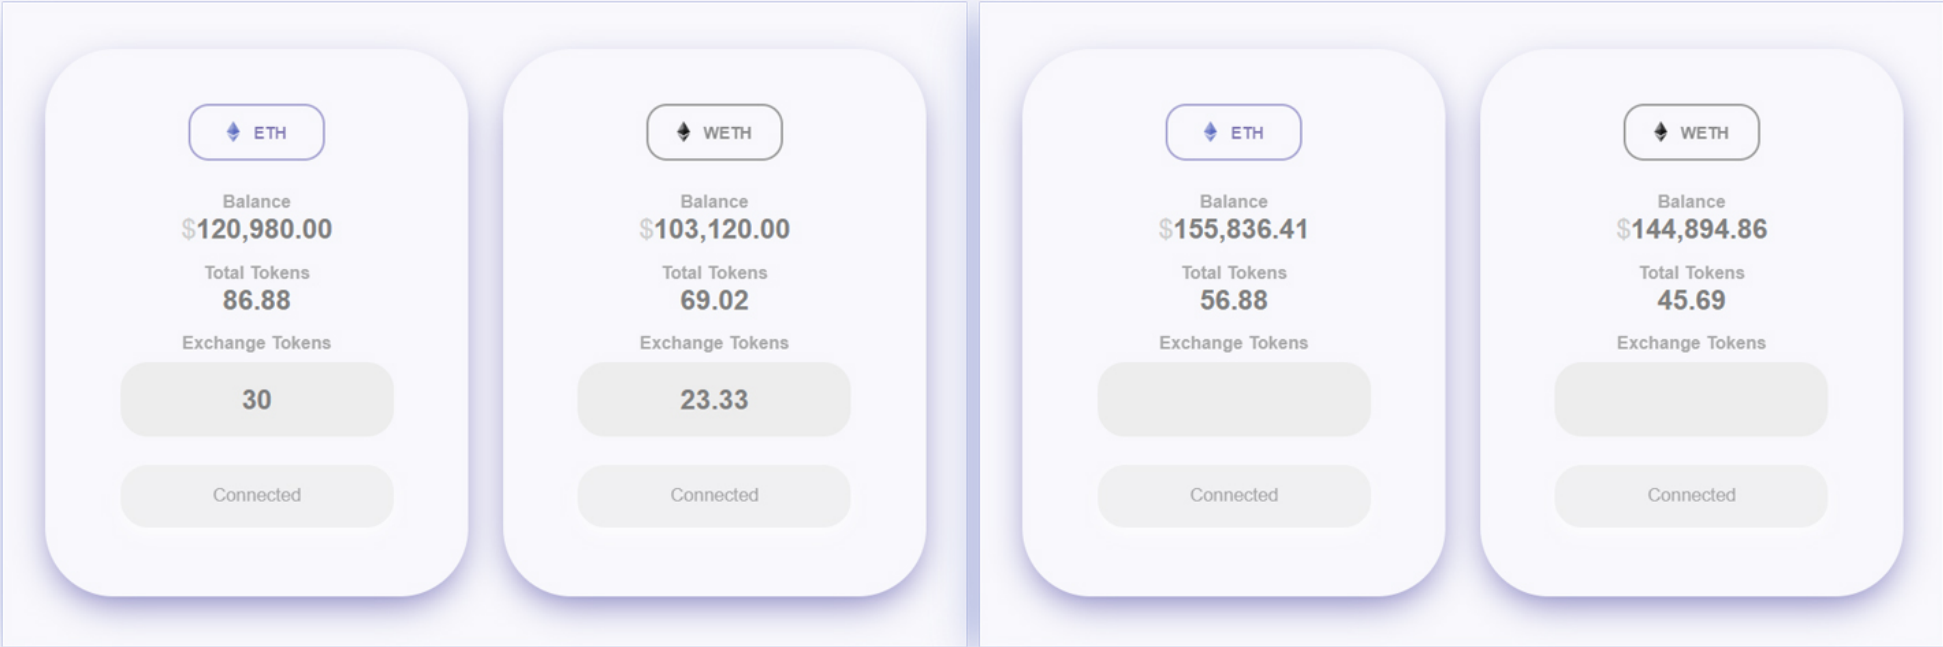 ETH
Balance
$120,980.00
Total Tokens
86.88
Exchange Tokens
30
Connected
WETH
Balance
$103,120.00
Total Tokens
69.02
Exchange Tokens
23.33
Connected
ETH
Balance
$155,836.41
Total Tokens
56.88
Exchange Tokens
Connected
WETH
Balance
$144,894.86
Total Tokens
45.69
Exchange Tokens
Connected